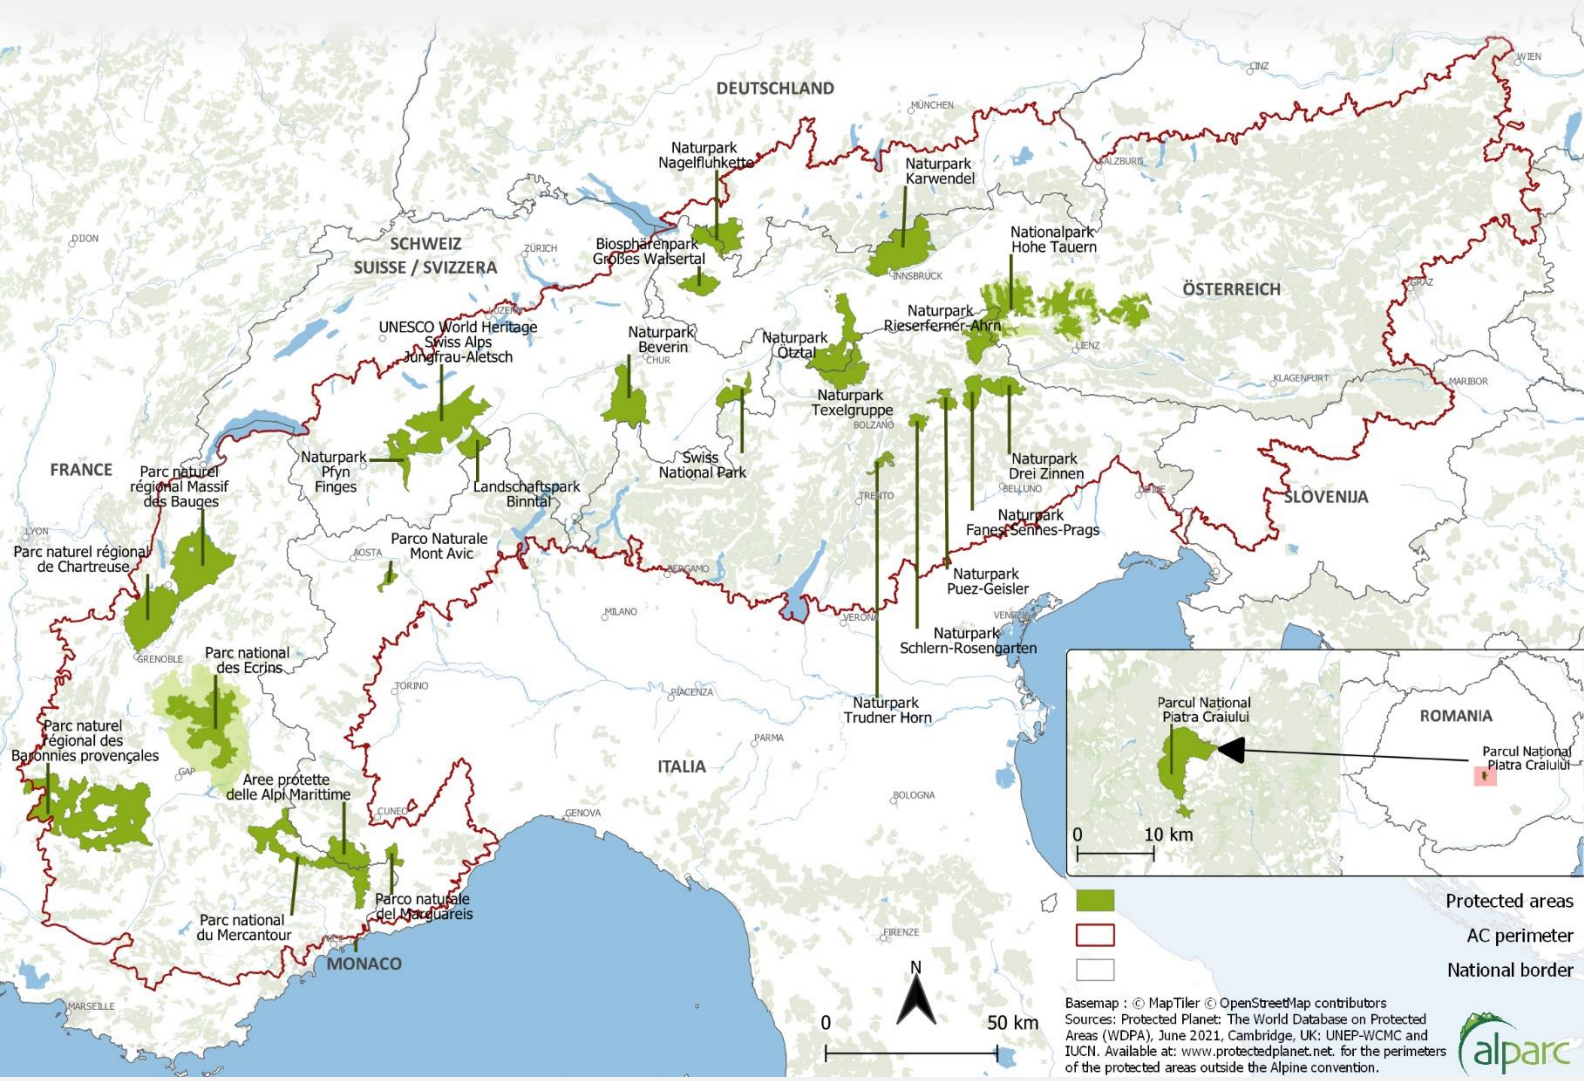 WIEN
LINZ
DEUTSCHLAND
MÜNCHEN
Naturpark
Nagelfluhkette
Naturpark
Karwendel
SALZBURG
DIJON
SCHWEIZ
SUISSE / SVIZZERA
ZÜRICH
Biosphärenpark
Großes Walsertal
Nationalpark
Hohe Tauern
INNSBRUCK
ÖSTERREICH
GRAZ
LUZERN
UNESCO World Heritage
Swiss Alps
Jungfrau-Aletsch
Naturpark
Beverin
CHUR
Naturpark
Ötztal
Naturpark
Rieserferner-Ahrn
LIENZ
KLAGENFURT
MARIBOR
Naturpark
Texelgruppe
BOLZANO
FRANCE
Parc naturel
régional Massif
des Bauges
Naturpark
Pfyn
Finges
Landschaftspark
Binntal
Swiss
National Park
Naturpark
Drei Zinnen
BELLUNO
TRENTO
UDINE
SLOVENIJA
Naturpark
Fanes-Sennes-Prags
LYON
Parc naturel régional
de Chartreuse
AOSTA
Parco Naturale
Mont Avic
BERGAMO
Naturpark
Puez-Geisler
MILANO
VERONA
VENEZIA
Naturpark
Schlern-Rosengarten
GRENOBLE
Parc national
des Ecrins
TORINO
PIACENZA
Naturpark
Trudner Horn
Parc naturel
régional des
Baronnies provençales
GAP
PARMA
ITALIA
Aree protette
delle Alpi Marittime
CUNEO
GENOVA
BOLOGNA
Parc national
du Mercantour
Parco naturale
del Marguareis
NICE
MONACO
MARSEILLE
FIRENZE
Parcul National
Piatra Craiului
0 10 km
ROMANIA
Parcul National
Piatra Craiului
Protected areas
AC perimeter
National border
N
0 50 km
Basemap : © MapTiler © OpenStreetMap contributors
Sources: Protected Planet: The World Database on Protected
Areas (WDPA), June 2021, Cambridge, UK: UNEP-WCMC and
IUCN. Available at: www.protectedplanet.net. for the perimeters
of the protected areas outside the Alpine convention.
alparc